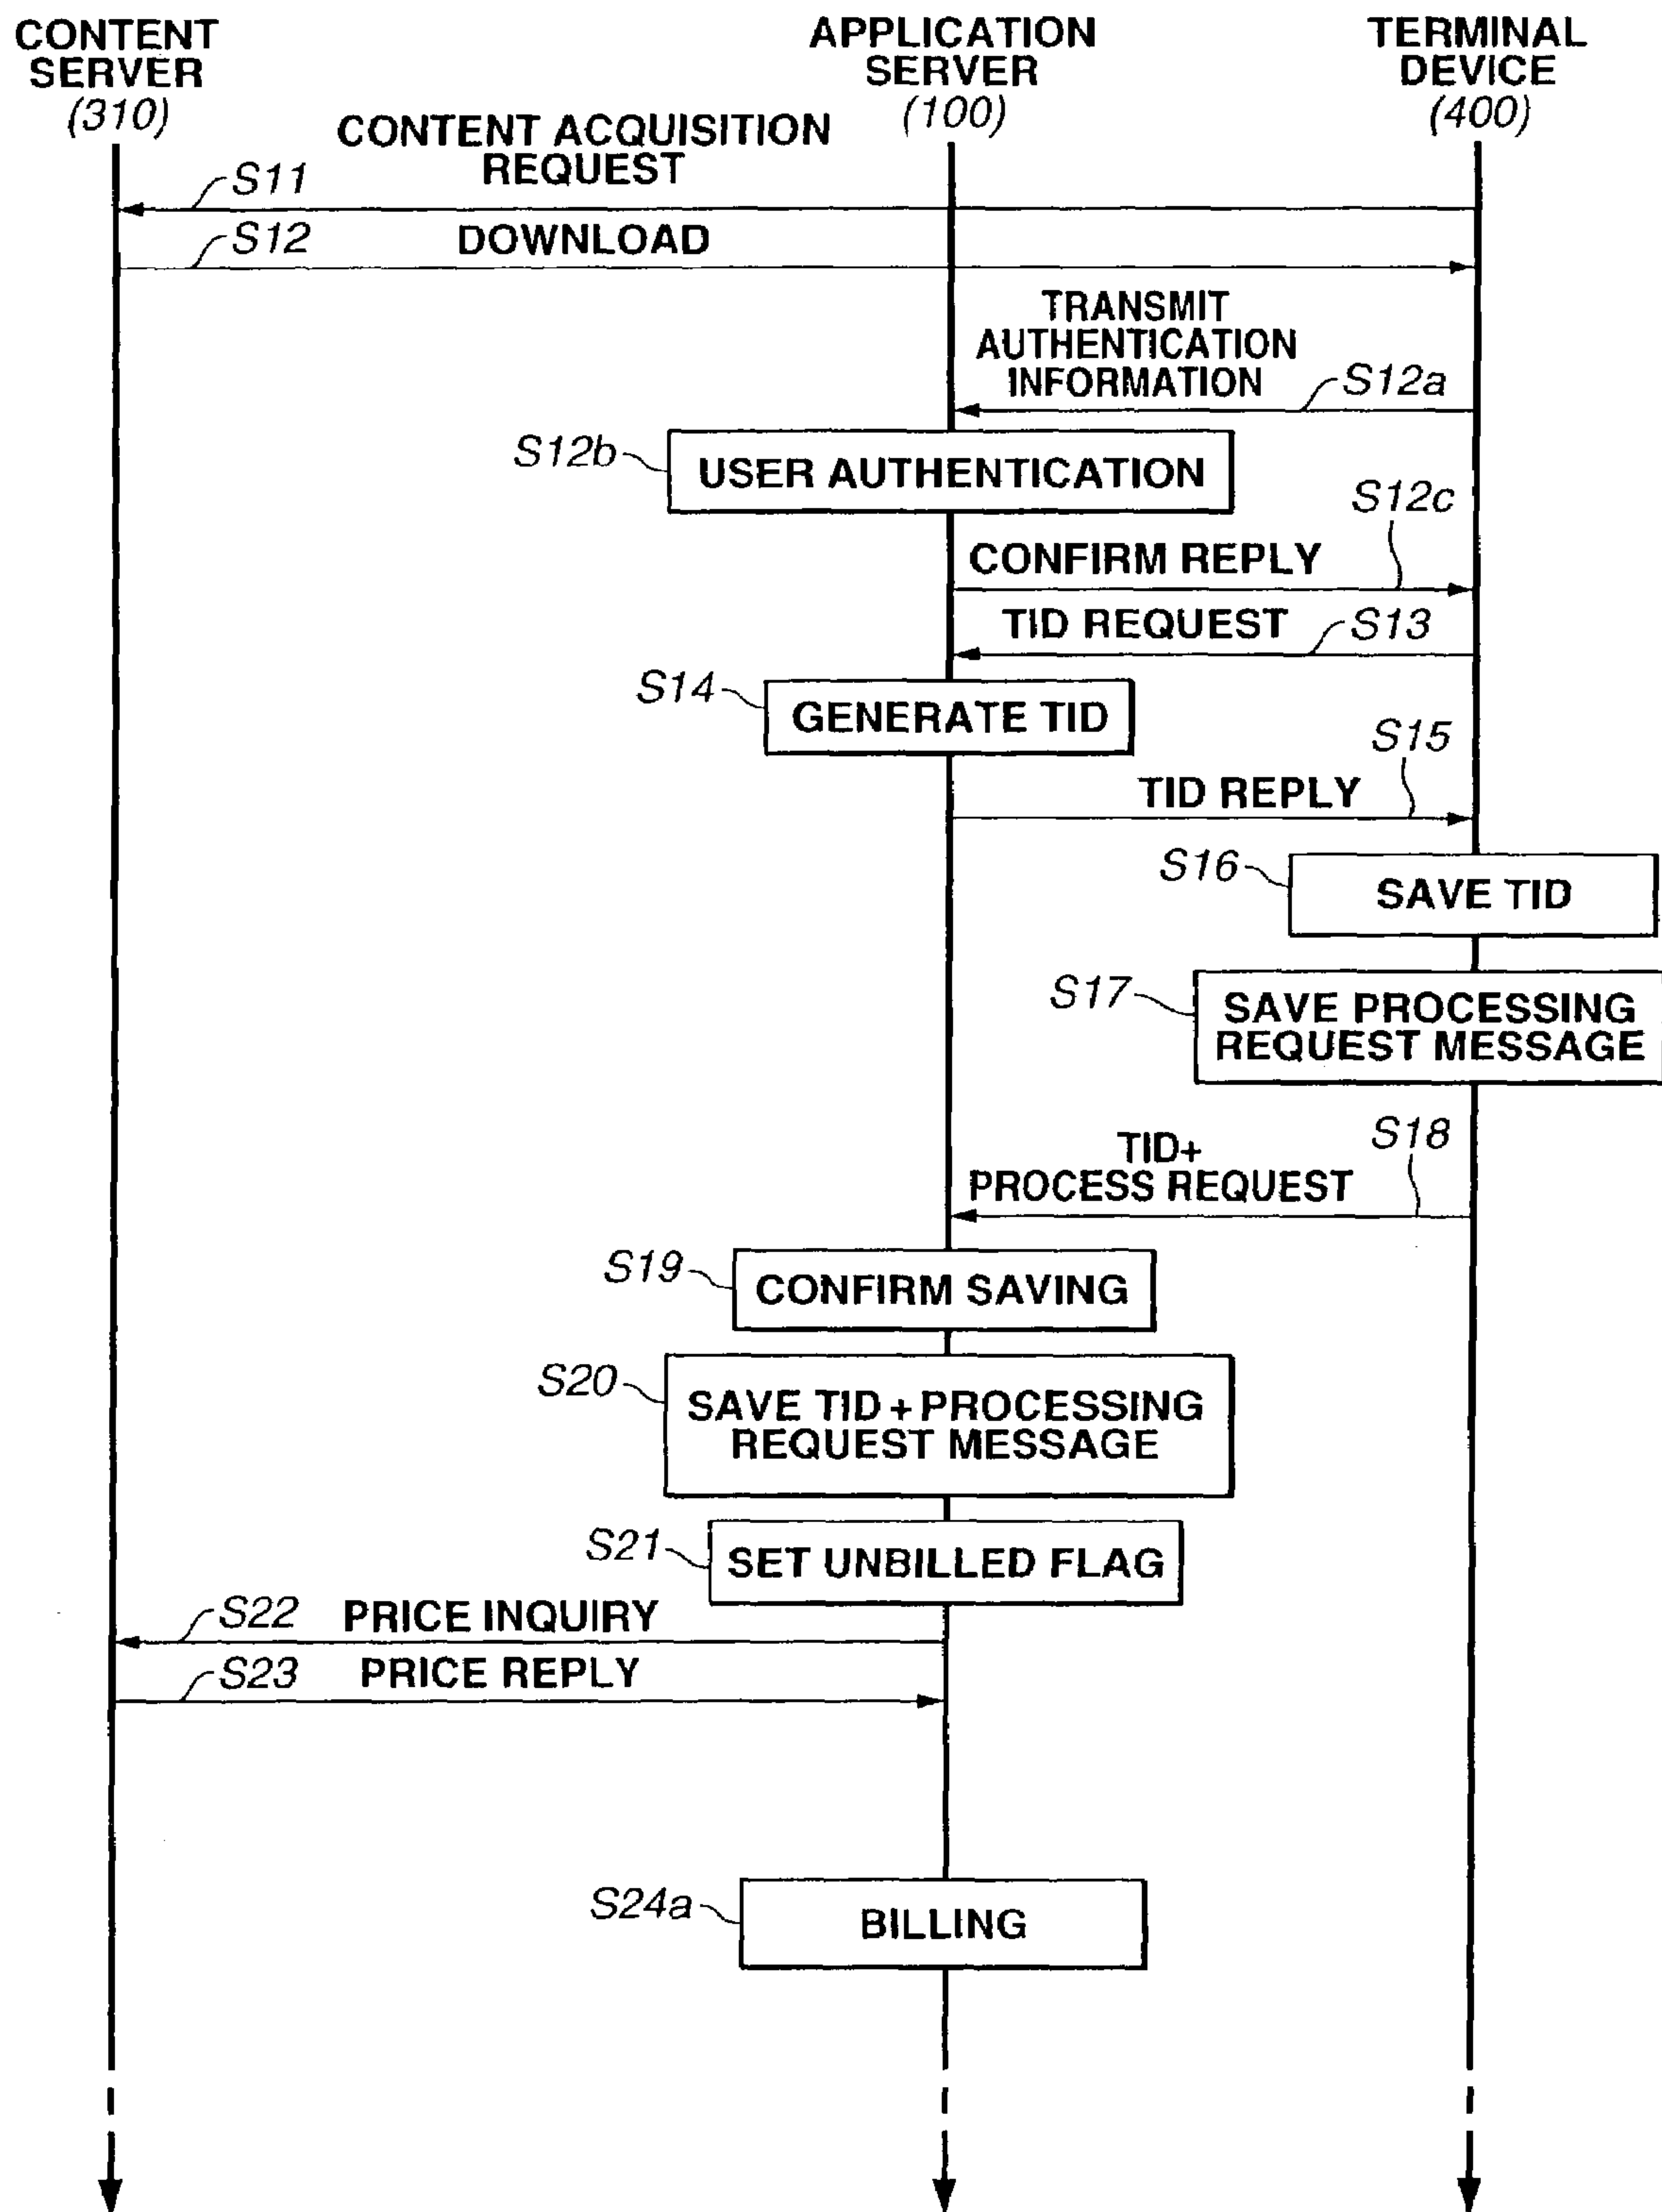 CONTENT
SERVER
(310)
APPLICATION
SERVER
(100)
TERMINAL
DEVICE
(400)
CONTENT ACQUISITION
REQUEST
S11
S12
DOWNLOAD
TRANSMIT
AUTHENTICATION
INFORMATION
S12a
S12b
USER AUTHENTICATION
S12c
CONFIRM REPLY
TID REQUEST
S13
S14
GENERATE TID
S15
TID REPLY
S16
SAVE TID
S17
SAVE PROCESSING
REQUEST MESSAGE
S18
TID+
PROCESS REQUEST
S19
CONFIRM SAVING
S20
SAVE TID + PROCESSING
REQUEST MESSAGE
S21
SET UNBILLED FLAG
S22
PRICE INQUIRY
S23
PRICE REPLY
S24a
BILLING